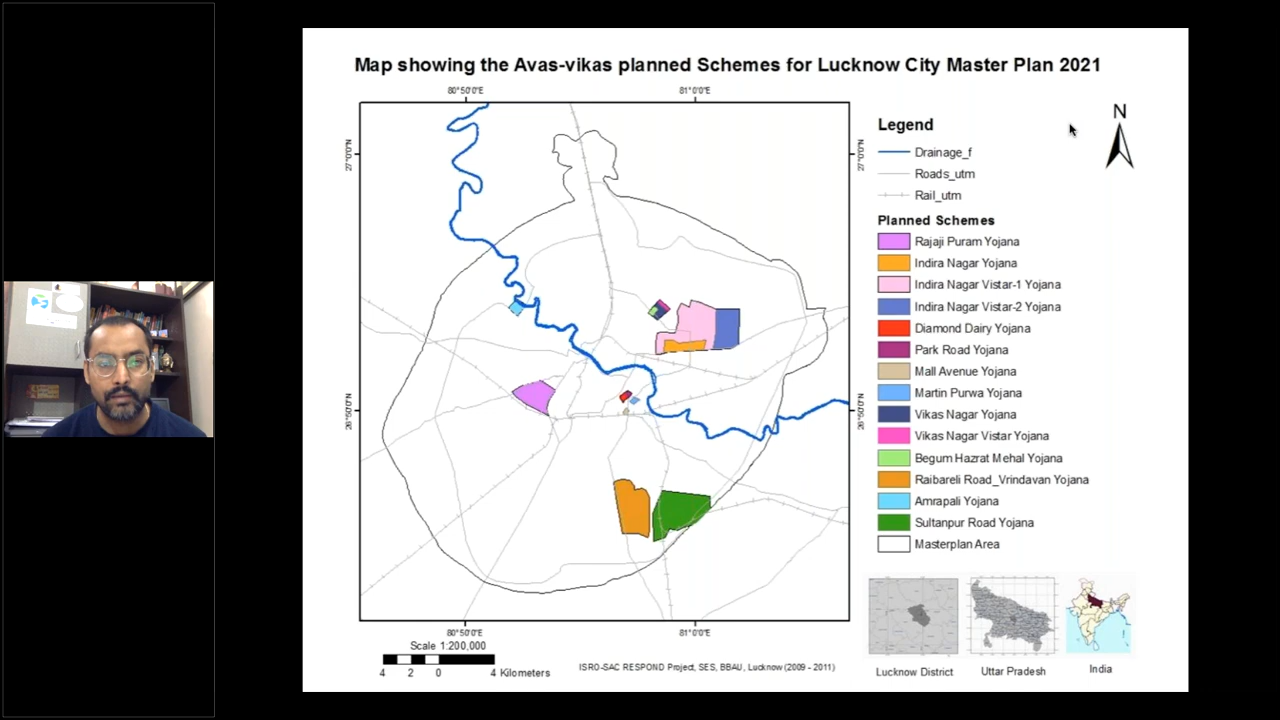 Map showing the Avas-vikas planned Schemes for Lucknow City Master Plan 2021
80°50'0"E 81°0'0"E
27°0'0"N 27°0'0"N
26°50'0"N 26°50'0"N
80°50'0"E 81°0'0"E
N
Legend
Drainage_f
Roads_utm
Rail_utm
Planned Schemes
Rajaji Puram Yojana
Indira Nagar Yojana
Indira Nagar Vistar-1 Yojana
Indira Nagar Vistar-2 Yojana
Diamond Dairy Yojana
Park Road Yojana
Mall Avenue Yojana
Martin Purwa Yojana
Vikas Nagar Yojana
Vikas Nagar Vistar Yojana
Begum Hazrat Mehal Yojana
Raibareli Road_Vrindavan Yojana
Amrapali Yojana
Sultanpur Road Yojana
Masterplan Area
Scale 1:200,000
4 2 0 4 Kilometers
ISRO-SAC RESPOND Project, SES, BBAU, Lucknow (2009 - 2011)
Lucknow District
Uttar Pradesh
India